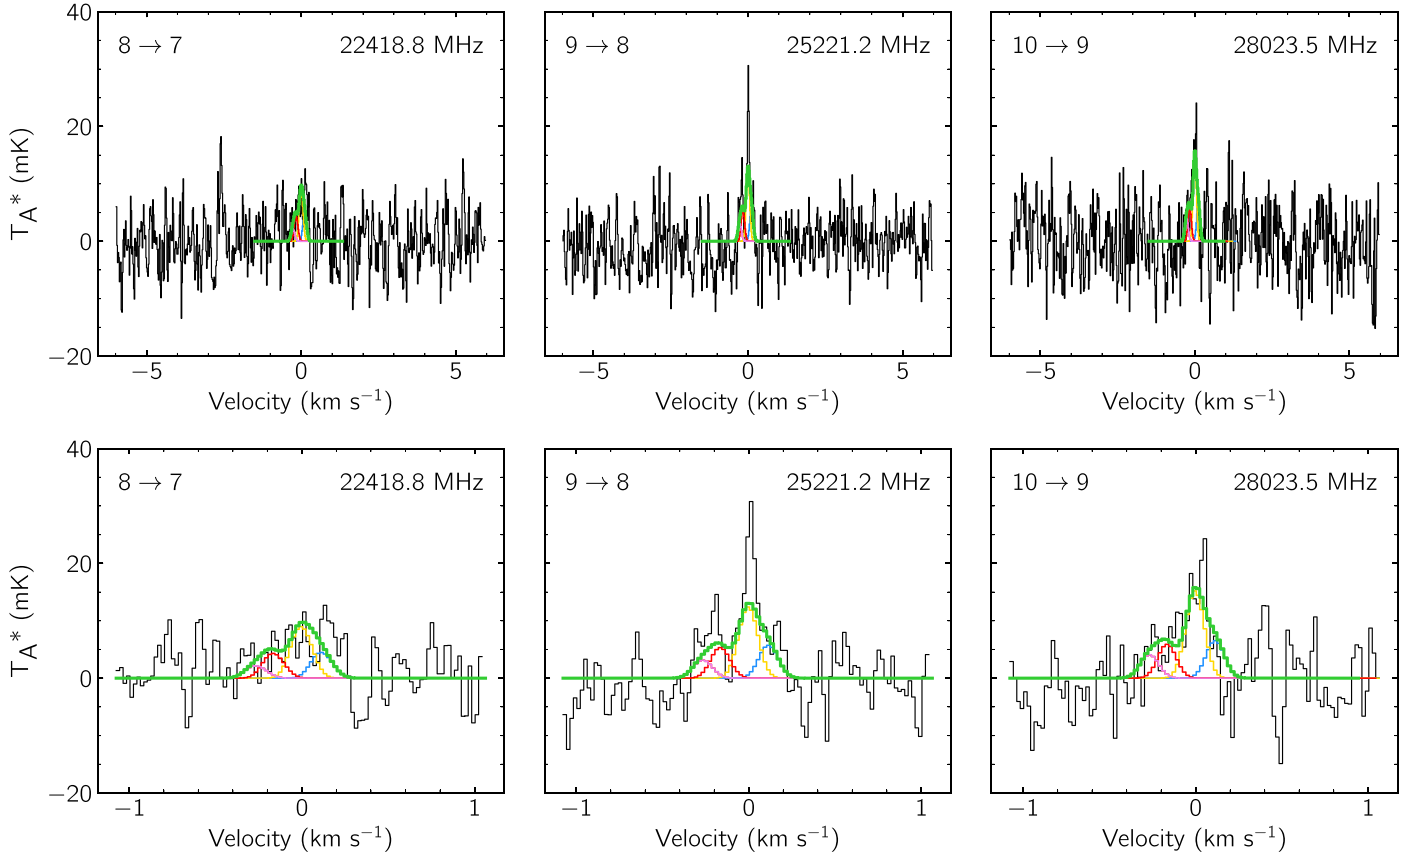 40
20
0
−20
T_A* (mK)
8 → 7 22418.8 MHz
−5 0 5
Velocity (km s⁻¹)
9 → 8 25221.2 MHz
−5 0 5
Velocity (km s⁻¹)
10 → 9 28023.5 MHz
−5 0 5
Velocity (km s⁻¹)
40
20
0
−20
T_A* (mK)
8 → 7 22418.8 MHz
−1 0 1
Velocity (km s⁻¹)
9 → 8 25221.2 MHz
−1 0 1
Velocity (km s⁻¹)
10 → 9 28023.5 MHz
−1 0 1
Velocity (km s⁻¹)